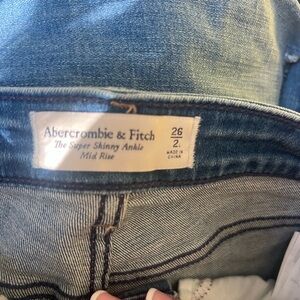 Abercrombie & Fitch
The Super Skinny Ankle
Mid Rise
26
2
MADE IN
CHINA